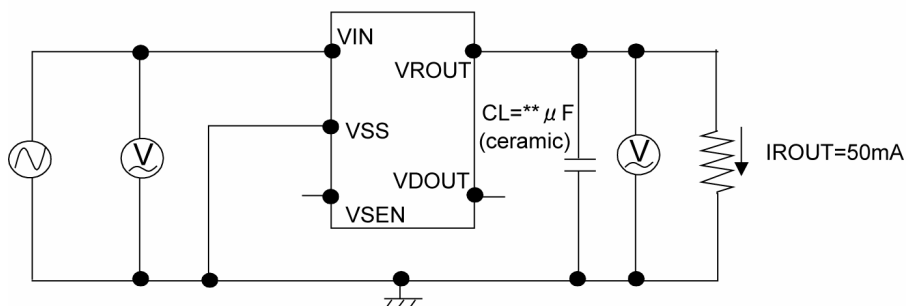 VIN
VROUT
CL=** μ F
(ceramic)
VSS
V
V
IROUT=50mA
VDOUT
VSEN